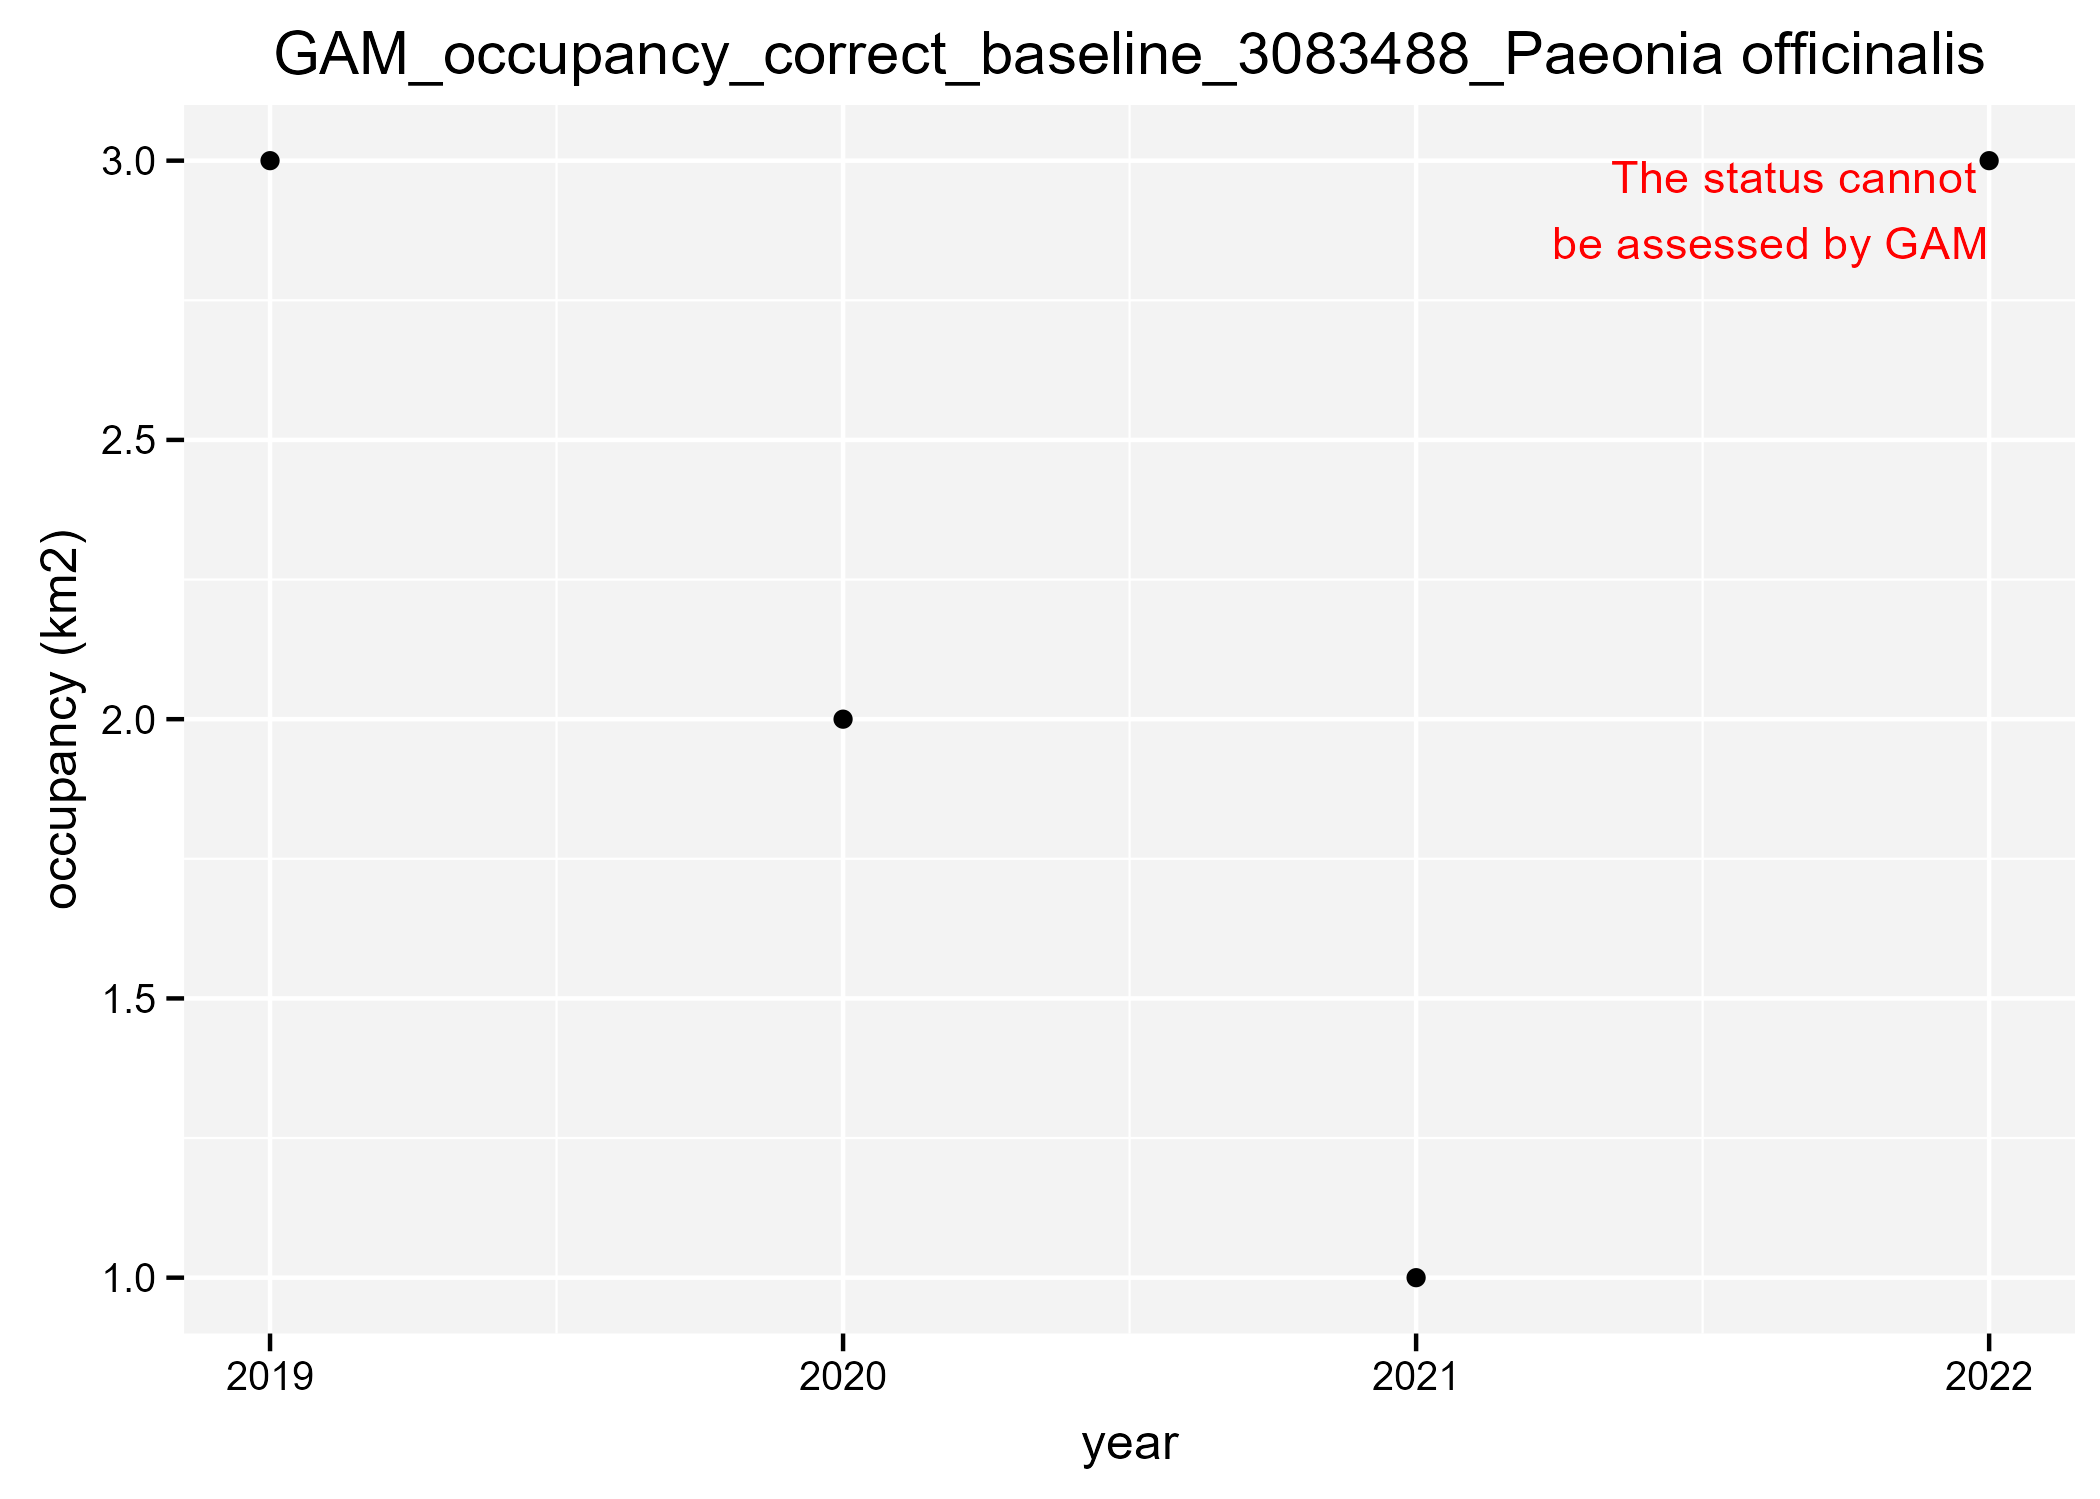 GAM_occupancy_correct_baseline_3083488_Paeonia officinalis
3.0
The status cannot
be assessed by GAM
2.5
occupancy (km2)
2.0
1.5
1.0
2019 2020 2021 2022
year